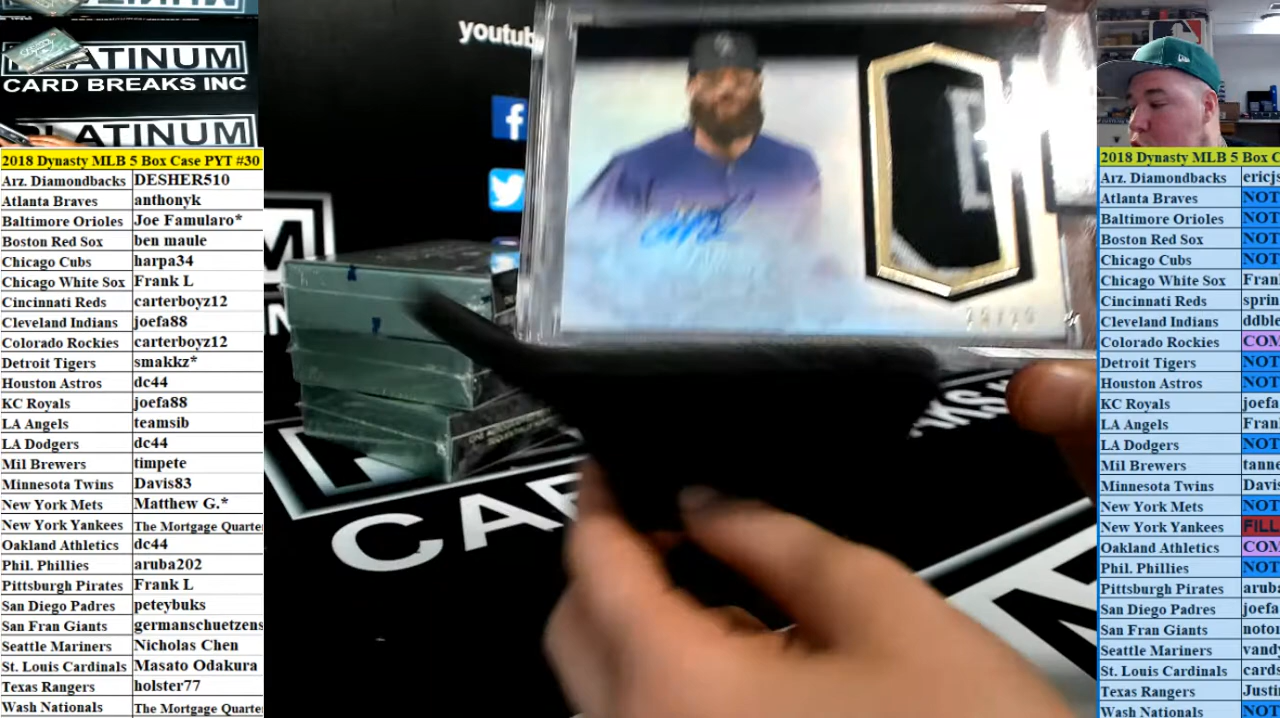 PLATINUM
CARD BREAKS INC
PLATINUM
2018 Dynasty MLB 5 Box Case PYT #30
Arz. Diamondbacks DESHER510
Atlanta Braves anthonyk
Baltimore Orioles Joe Famularo*
Boston Red Sox ben maule
Chicago Cubs harpa34
Chicago White Sox Frank L
Cincinnati Reds carterboyz12
Cleveland Indians joefa88
Colorado Rockies carterboyz12
Detroit Tigers smakkz*
Houston Astros dc44
KC Royals joefa88
LA Angels teamsib
LA Dodgers dc44
Mil Brewers timpete
Minnesota Twins Davis83
New York Mets Matthew G.*
New York Yankees The Mortgage Quarte
Oakland Athletics dc44
Phil. Phillies aruba202
Pittsburgh Pirates Frank L
San Diego Padres peteybuks
San Fran Giants germanschuetzens
Seattle Mariners Nicholas Chen
St. Louis Cardinals Masato Odakura
Texas Rangers holster77
Wash Nationals The Mortgage Quarte
youtub
f
CAR
2018 Dynasty MLB 5 Box C
Arz. Diamondbacks ericjs
Atlanta Braves NOT
Baltimore Orioles NOT
Boston Red Sox NOT
Chicago Cubs NOT
Chicago White Sox Fran
Cincinnati Reds sprin
Cleveland Indians ddble
Colorado Rockies COM
Detroit Tigers NOT
Houston Astros NOT
KC Royals joefa
LA Angels Fran
LA Dodgers NOT
Mil Brewers tanne
Minnesota Twins Davis
New York Mets NOT
New York Yankees FILL
Oakland Athletics COM
Phil. Phillies NOT
Pittsburgh Pirates aruba
San Diego Padres joefa
San Fran Giants notor
Seattle Mariners vandy
St. Louis Cardinals cards
Texas Rangers Justi
Wash Nationals NOT